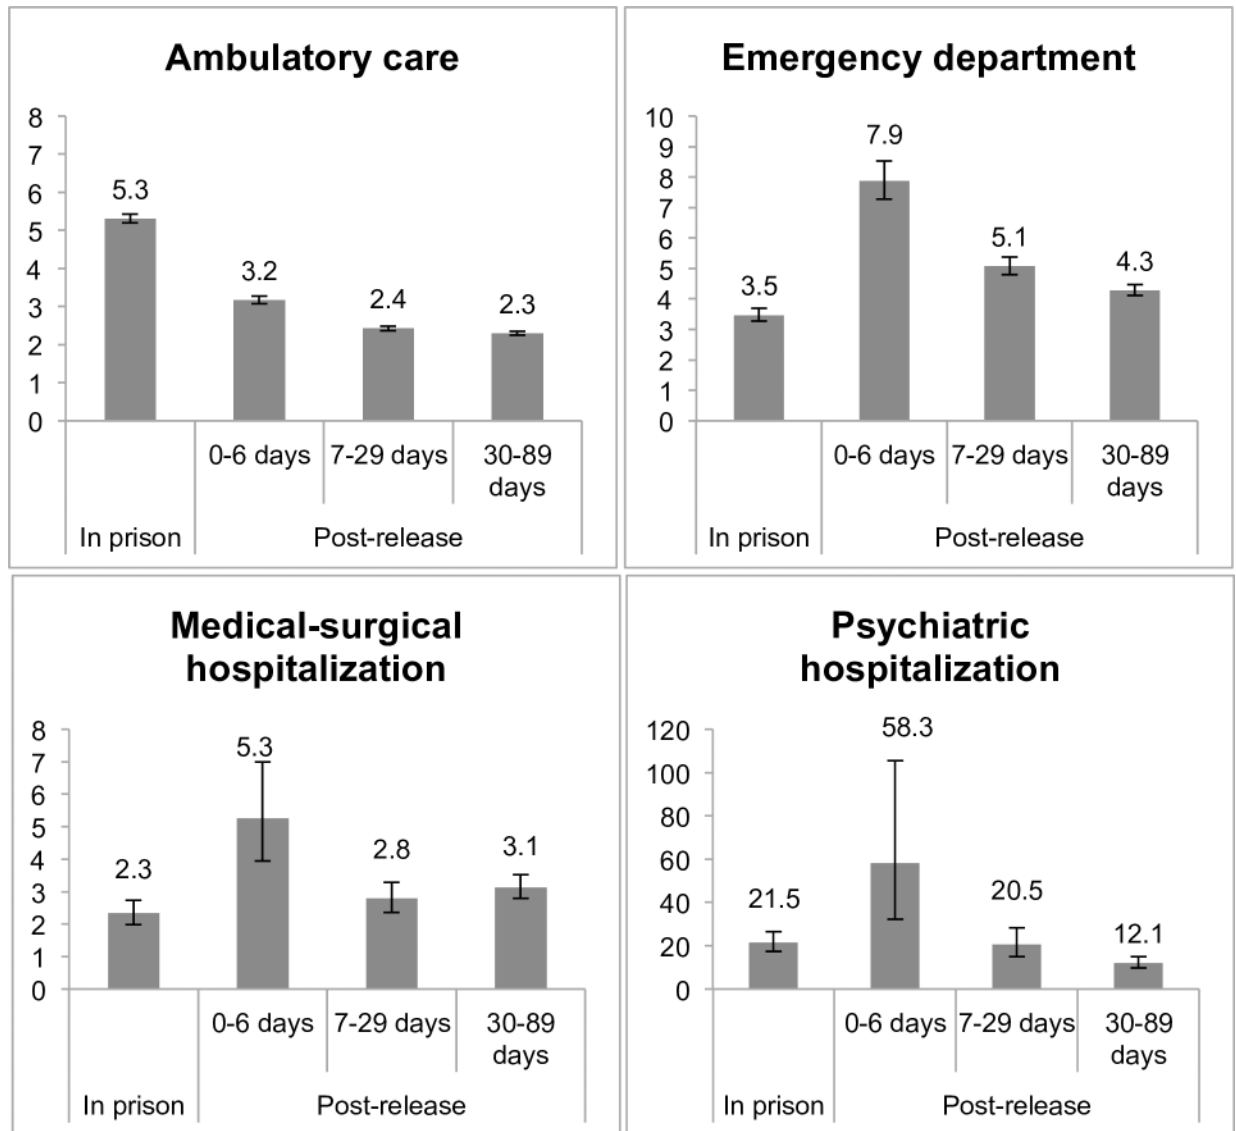 Ambulatory care
8
7
6
5
4
3
2
1
0
5.3
3.2
2.4
2.3
0-6 days
7-29 days
30-89
days
In prison
Post-release
Emergency department
10
9
8
7
6
5
4
3
2
1
0
3.5
7.9
5.1
4.3
0-6 days
7-29 days
30-89
days
In prison
Post-release
Medical-surgical
hospitalization
8
7
6
5
4
3
2
1
0
2.3
5.3
2.8
3.1
0-6 days
7-29 days
30-89
days
In prison
Post-release
Psychiatric
hospitalization
120
100
80
60
40
20
0
21.5
58.3
20.5
12.1
0-6 days
7-29 days
30-89
days
In prison
Post-release